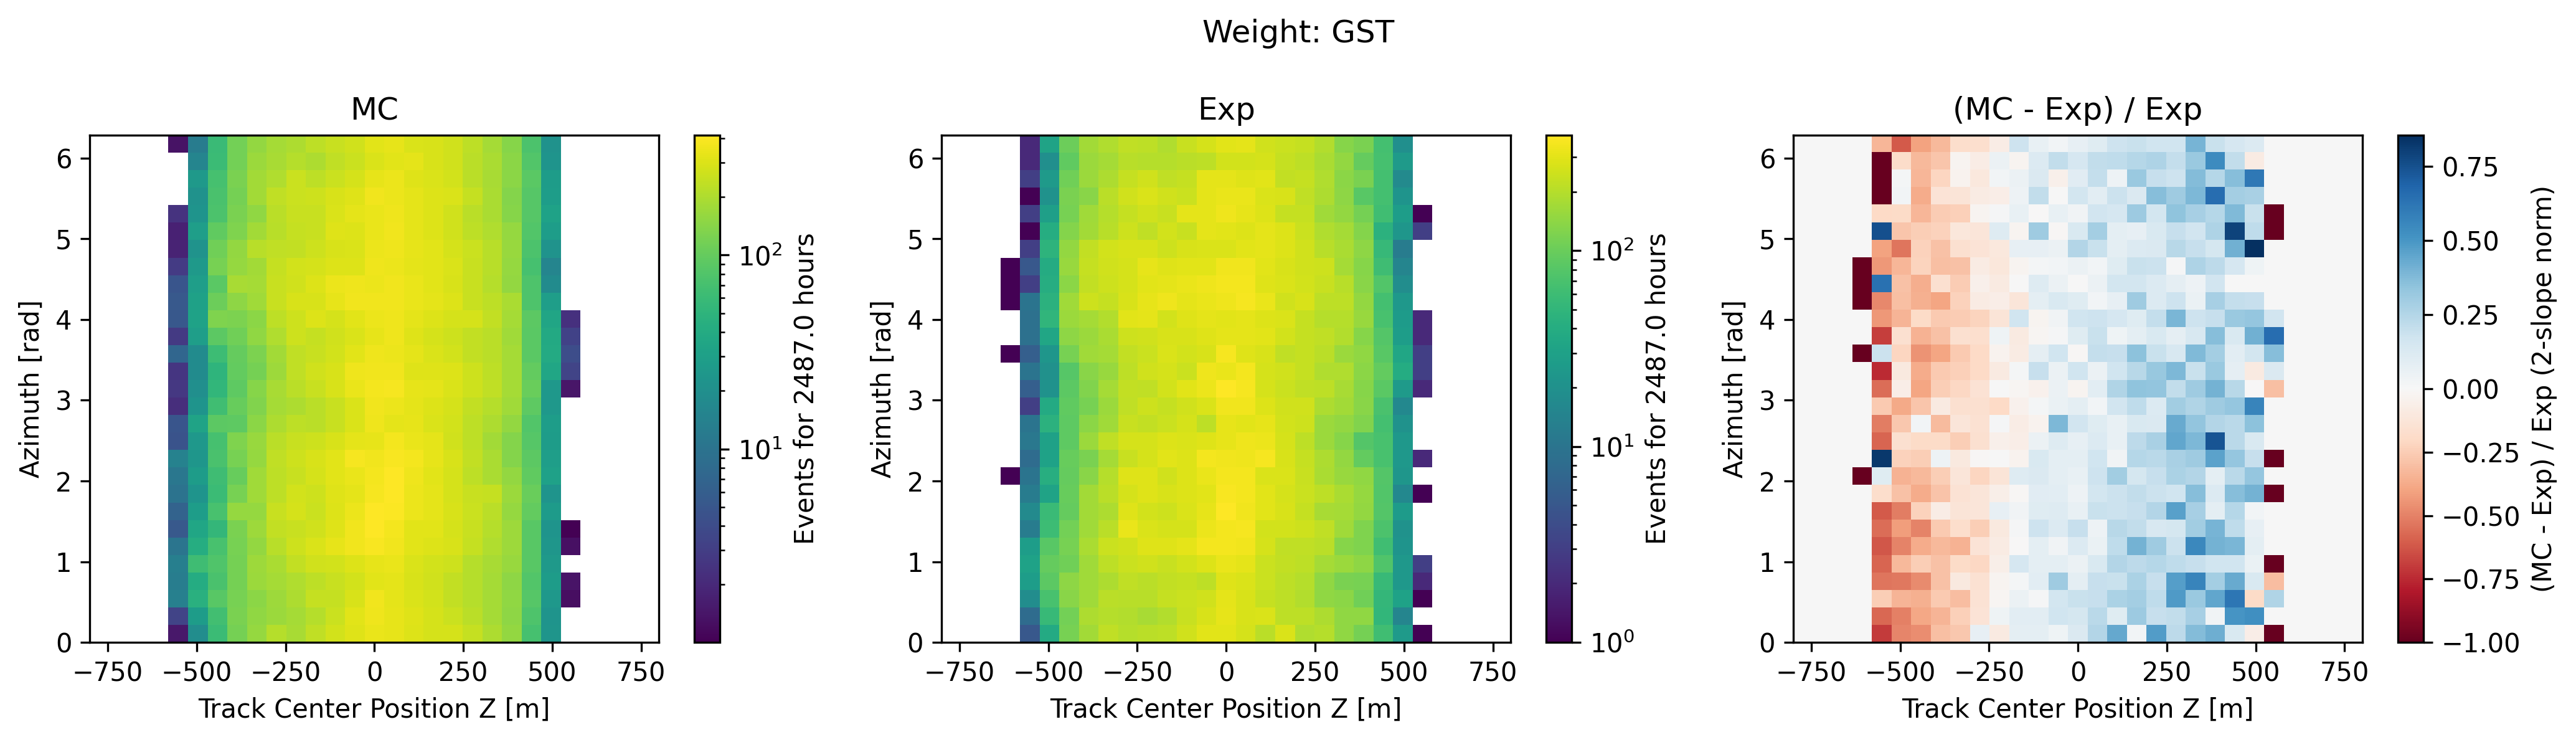 Weight: GST
MC
6
5
4
3
2
1
0
Azimuth [rad]
−750 −500 −250 0 250 500 750
Track Center Position Z [m]
10²
10¹
Events for 2487.0 hours
Exp
6
5
4
3
2
1
0
Azimuth [rad]
−750 −500 −250 0 250 500 750
Track Center Position Z [m]
10²
10¹
10⁰
Events for 2487.0 hours
(MC - Exp) / Exp
6
5
4
3
2
1
0
Azimuth [rad]
−750 −500 −250 0 250 500 750
Track Center Position Z [m]
0.75
0.50
0.25
0.00
−0.25
−0.50
−0.75
−1.00
(MC - Exp) / Exp (2-slope norm)